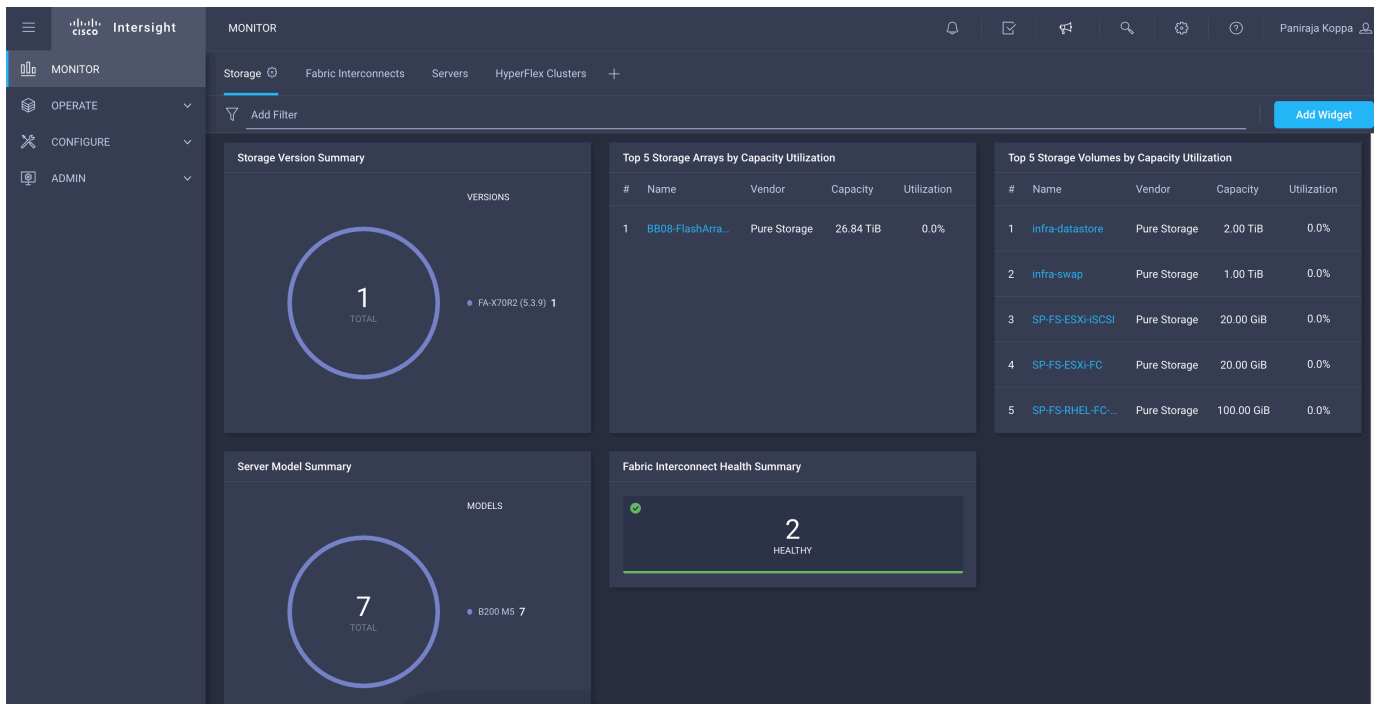 cisco Intersight
MONITOR
Paniraja Koppa
MONITOR
OPERATE
CONFIGURE
ADMIN
Storage Fabric Interconnects Servers HyperFlex Clusters
Add Filter
Add Widget
Storage Version Summary
VERSIONS
1
TOTAL
FA-X70R2 (5.3.9) 1
Top 5 Storage Arrays by Capacity Utilization
# Name Vendor Capacity Utilization
1 BB08-FlashArra... Pure Storage 26.84 TiB 0.0%
Top 5 Storage Volumes by Capacity Utilization
# Name Vendor Capacity Utilization
1 infra-datastore Pure Storage 2.00 TiB 0.0%
2 infra-swap Pure Storage 1.00 TiB 0.0%
3 SP-FS-ESXi-iSCSI Pure Storage 20.00 GiB 0.0%
4 SP-FS-ESXi-FC Pure Storage 20.00 GiB 0.0%
5 SP-FS-RHEL-FC-... Pure Storage 100.00 GiB 0.0%
Server Model Summary
MODELS
7
TOTAL
B200 M5 7
Fabric Interconnect Health Summary
2
HEALTHY